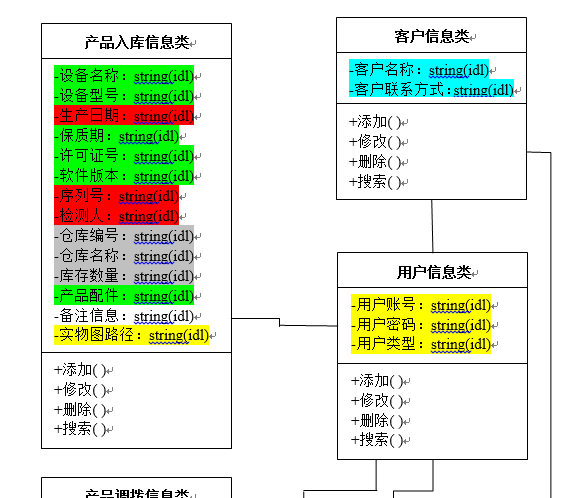 产品入库信息类
-设备名称：string(idl)
-设备型号：string(idl)
-生产日期：string(idl)
-保质期：string(idl)
-许可证号：string(idl)
-软件版本：string(idl)
-序列号：string(idl)
-检测人：string(idl)
-仓库编号：string(idl)
-仓库名称：string(idl)
-库存数量：string(idl)
-产品配件：string(idl)
-备注信息：string(idl)
-实物图路径：string(idl)
+添加( )
+修改( )
+删除( )
+搜索( )
客户信息类
-客户名称：string(idl)
-客户联系方式:string(idl)
+添加( )
+修改( )
+删除( )
+搜索( )
用户信息类
-用户账号：string(idl)
-用户密码：string(idl)
-用户类型：string(idl)
+添加( )
+修改( )
+删除( )
+搜索( )
产品调拨信息类